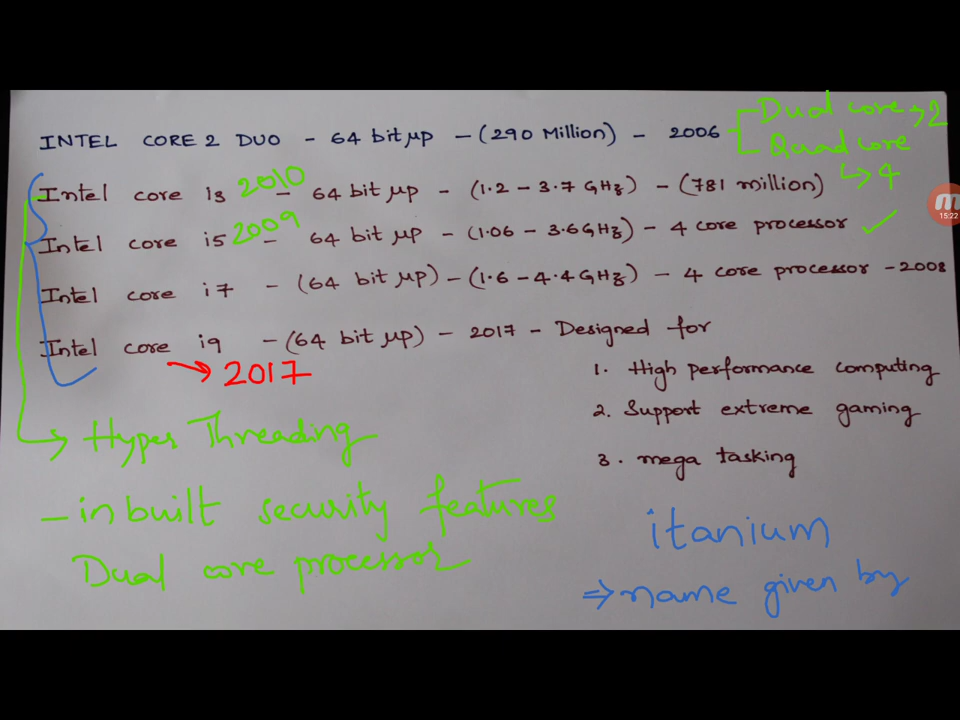 INTEL CORE 2 DUO - 64 bit μp - (290 Million) - 2006
Dual core → 2
Quad core
↳ 4
Intel core i3 2010 - 64 bit μp - (1.2 - 3.7 GHz) - (781 million)
Intel core i5 2009 - 64 bit μp - (1.06 - 3.6 GHz) - 4 core processor ✓
Intel core i7 - (64 bit μp) - (1.6 - 4.4 GHz) - 4 core processor - 2008
Intel core i9 - (64 bit μp) - 2017 - Designed for
→ 2017
1. High performance computing
2. Support extreme gaming
3. mega tasking
→ Hyper Threading
- inbuilt security features
Dual core processor
itanium
⇒ name given by
M
15:22